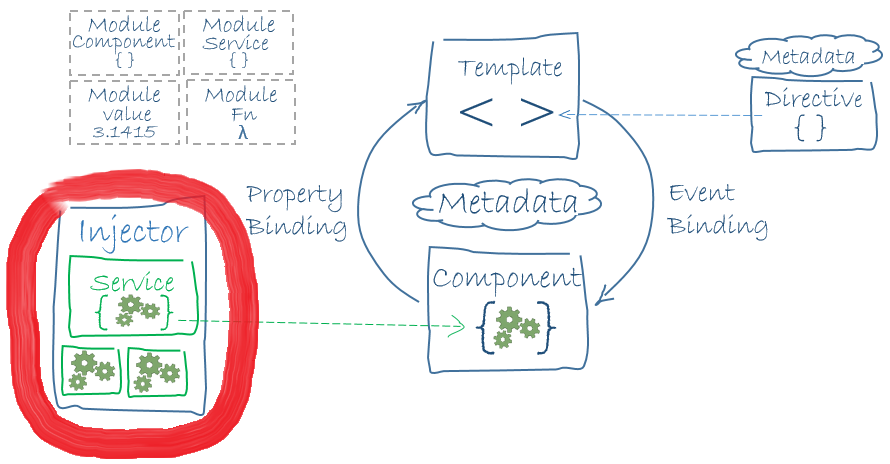 Module
Component
{ }
Module
Service
{ }
Module
value
3.1415
Module
Fn
λ
Template
< >
Metadata
Directive
{ }
Property
Binding
Metadata
Event
Binding
Injector
Service
{ }
Component
{ }